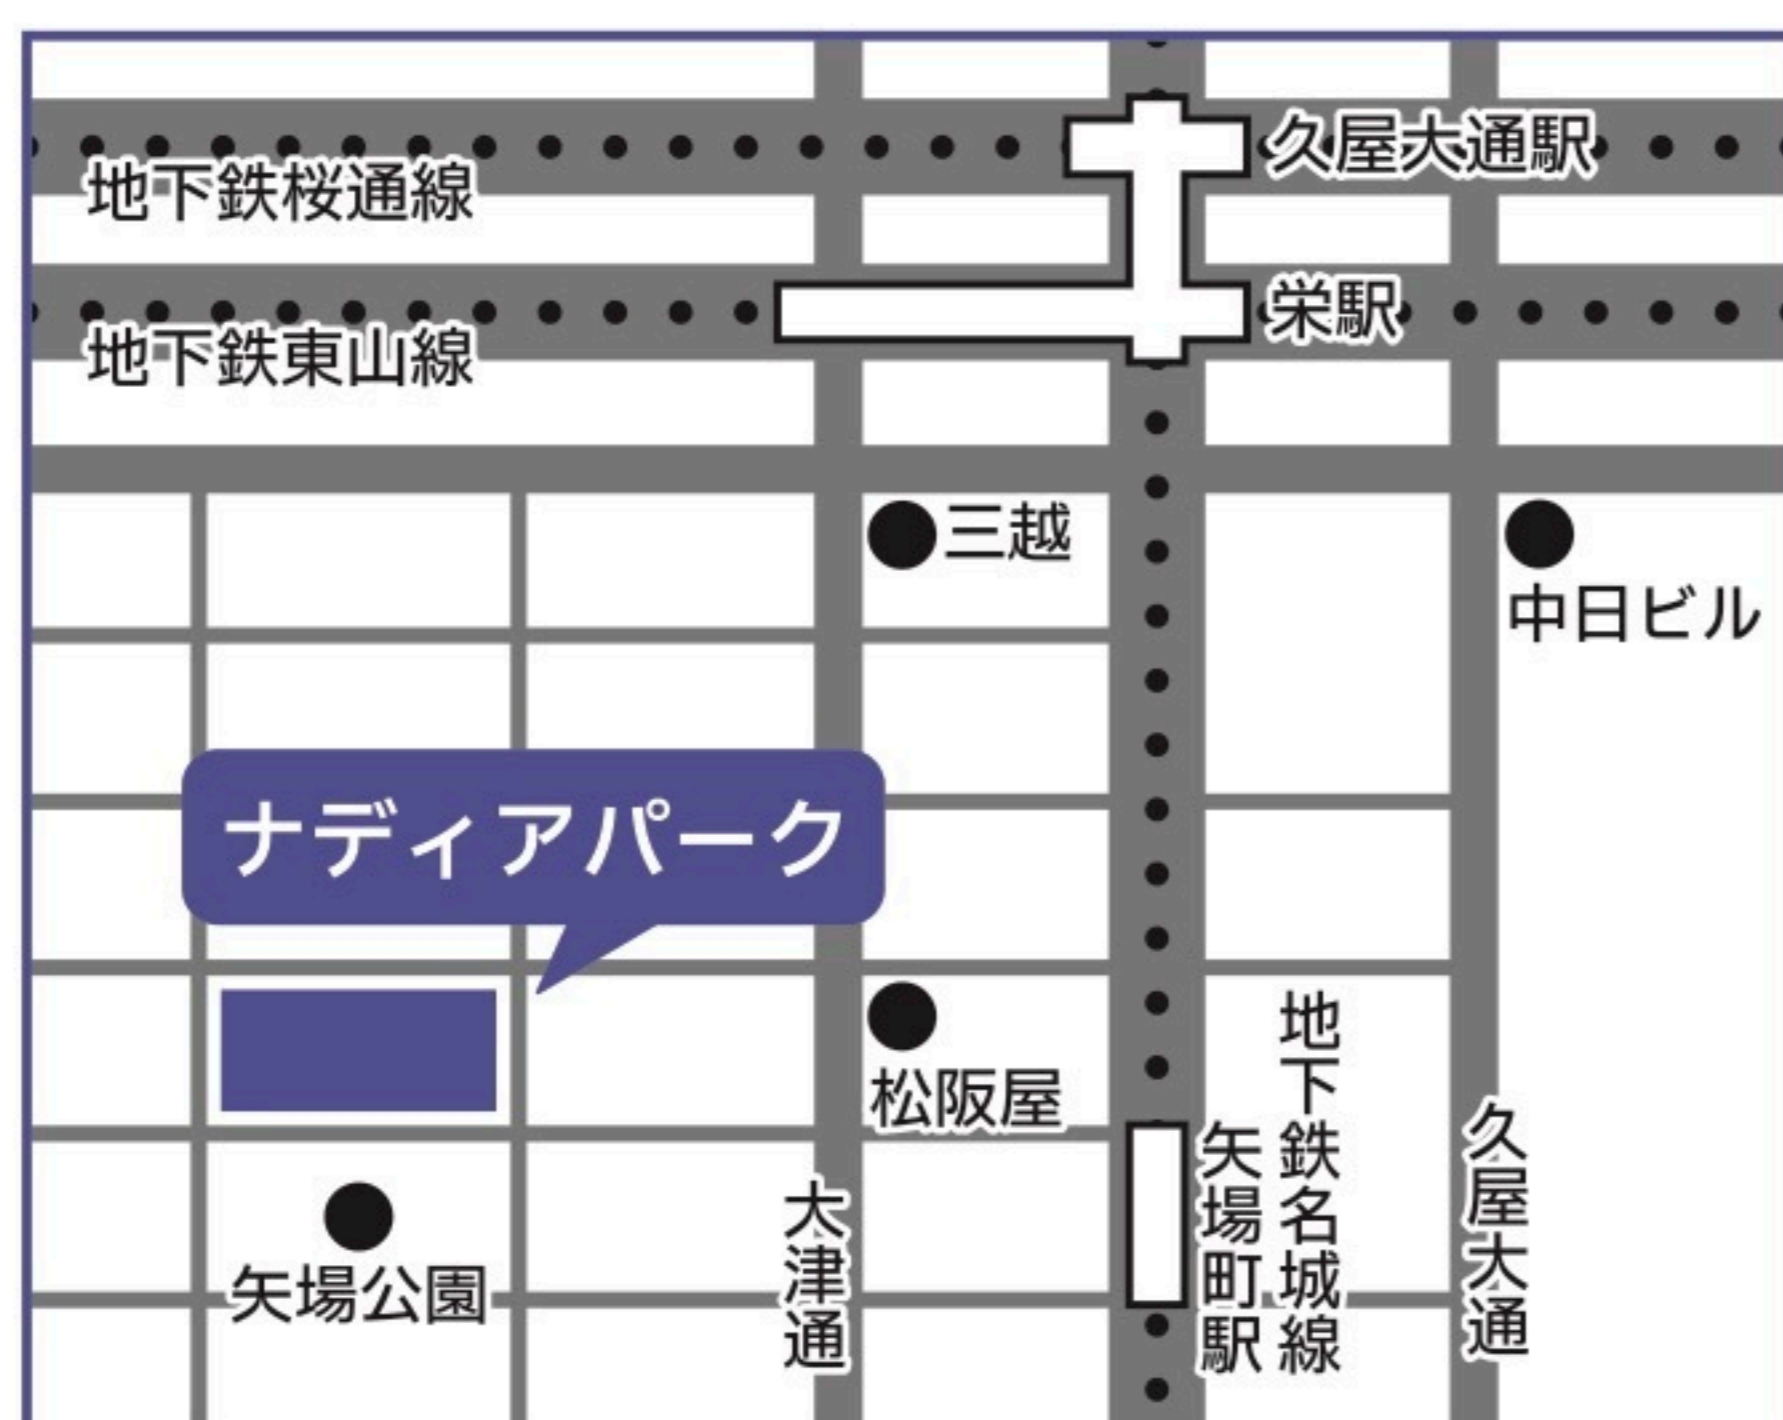 久屋大通駅
地下鉄桜通線
栄駅
地下鉄東山線
三越
中日ビル
ナディアパーク
松阪屋
地下鉄名城線
矢場町駅
久屋大通
大津通
矢場公園